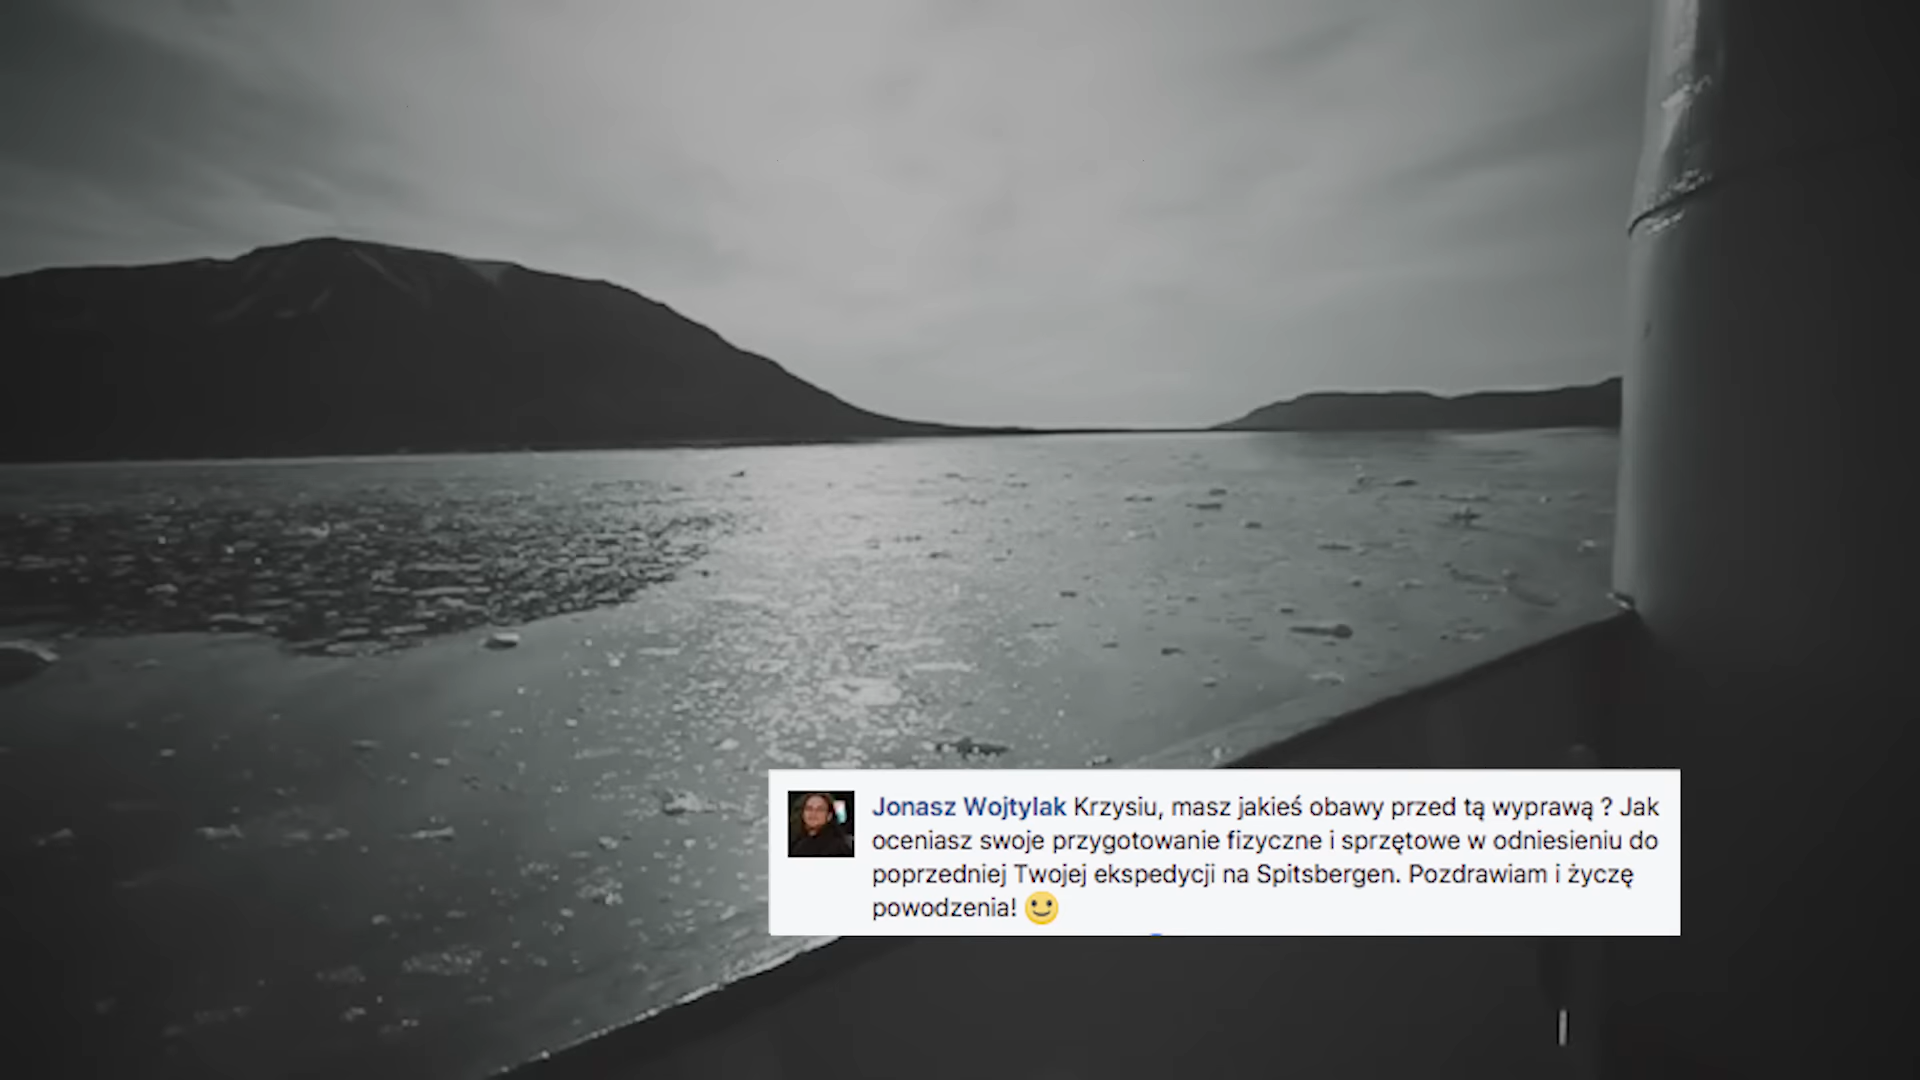 Jonasz Wojtylak Krzysiu, masz jakieś obawy przed tą wyprawą ? Jak
oceniasz swoje przygotowanie fizyczne i sprzętowe w odniesieniu do
poprzedniej Twojej ekspedycji na Spitsbergen. Pozdrawiam i życzę
powodzenia! 🙂